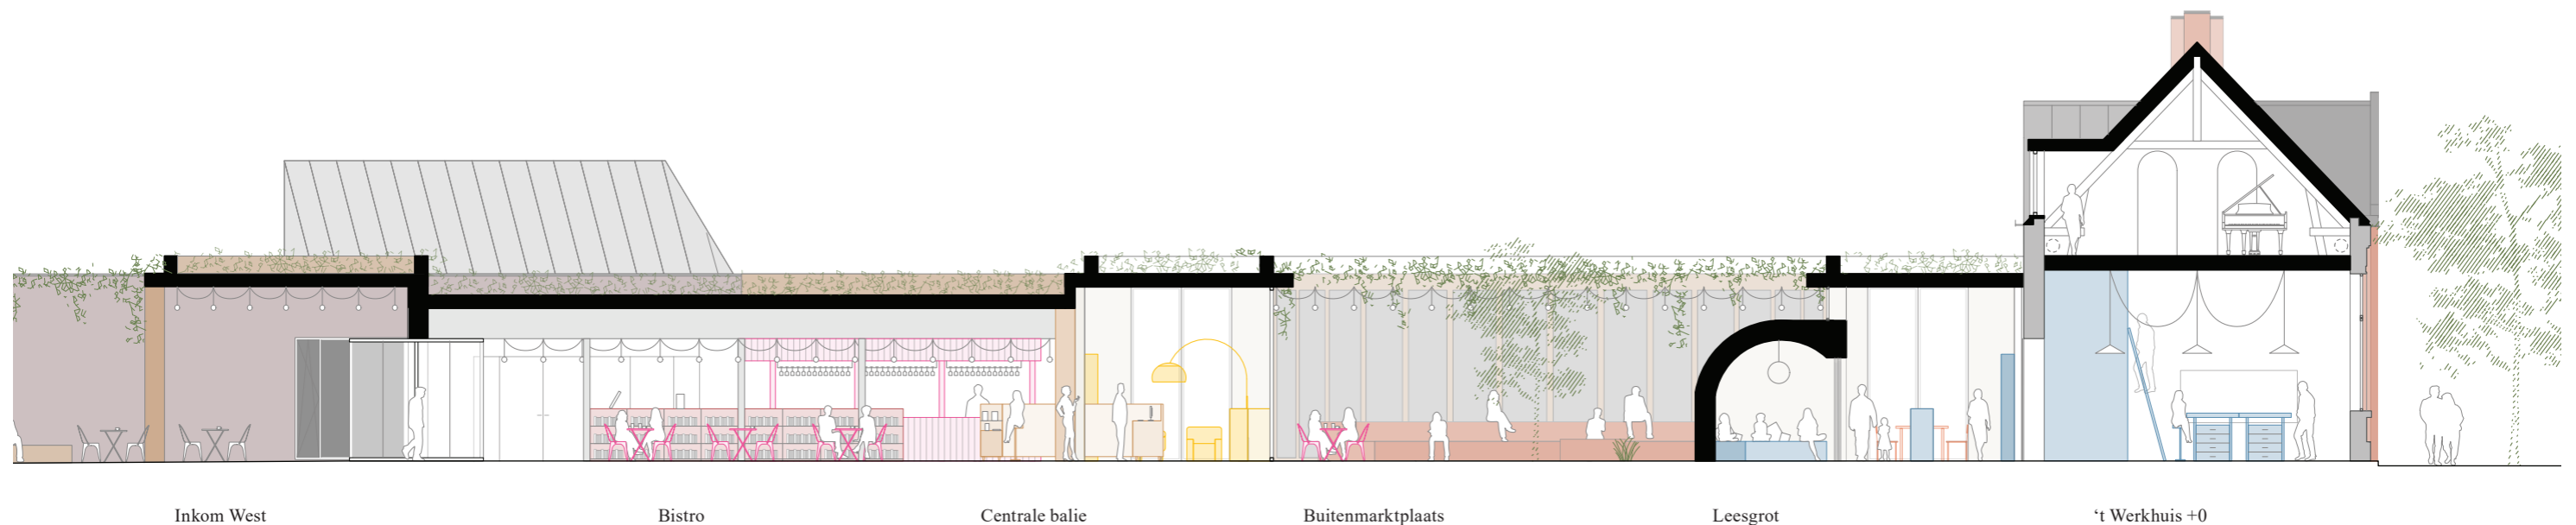 Inkom West
Bistro
Centrale balie
Buitenmarktplaats
Leesgrot
‘t Werkhuis +0